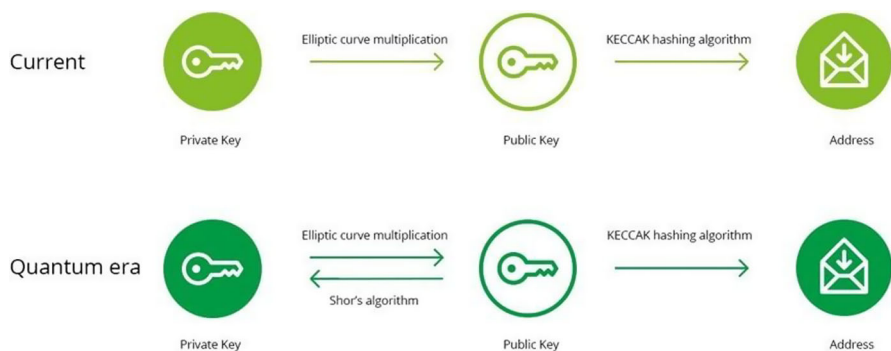 Elliptic curve multiplication
KECCAK hashing algorithm
Current
Private Key
Public Key
Address
Elliptic curve multiplication
KECCAK hashing algorithm
Quantum era
Shor's algorithm
Private Key
Public Key
Address